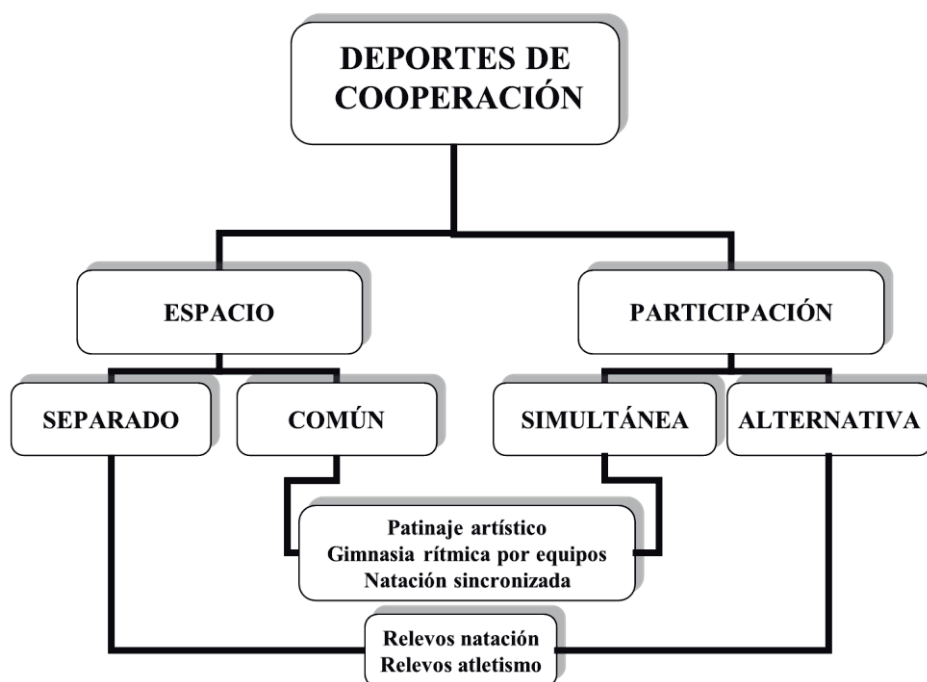 DEPORTES DE
COOPERACIÓN
ESPACIO
PARTICIPACIÓN
SEPARADO
COMÚN
SIMULTÁNEA
ALTERNATIVA
Patinaje artístico
Gimnasia rítmica por equipos
Natación sincronizada
Relevos natación
Relevos atletismo